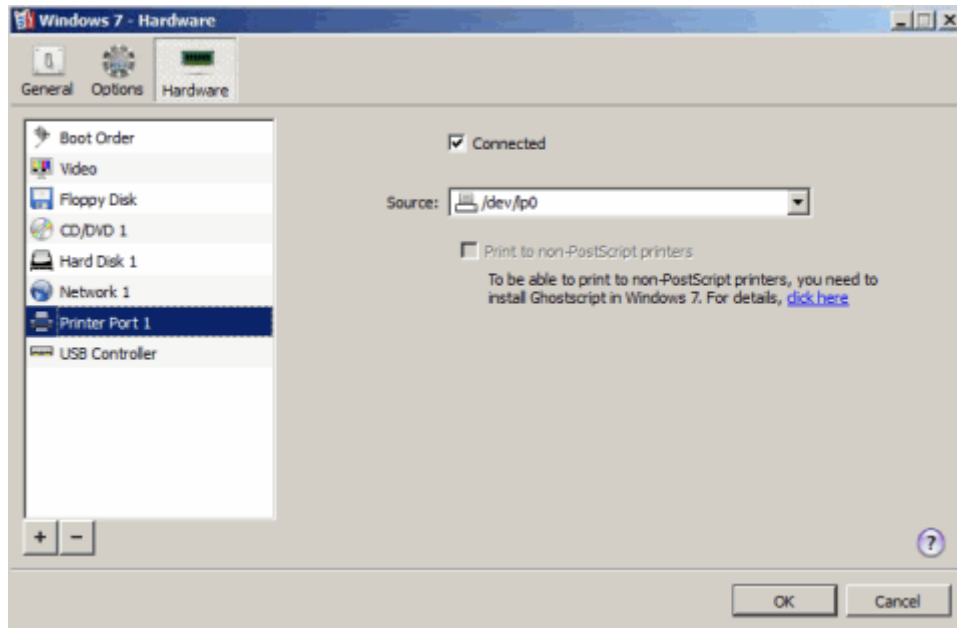 Windows 7 - Hardware
General Options Hardware
Boot Order
Video
Floppy Disk
CD/DVD 1
Hard Disk 1
Network 1
Printer Port 1
USB Controller
Connected
Source: /dev/lp0
Print to non-PostScript printers
To be able to print to non-PostScript printers, you need to
install Ghostscript in Windows 7. For details, click here
+ -
?
OK Cancel